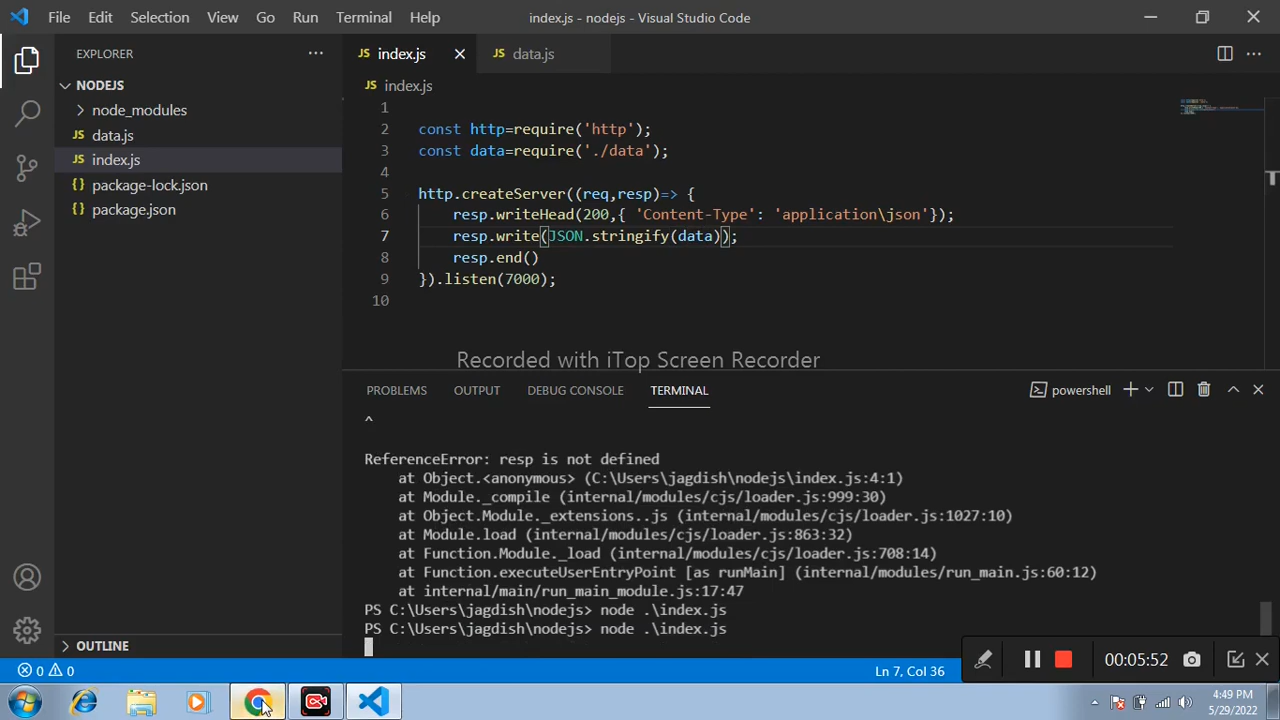 File Edit Selection View Go Run Terminal Help
index.js - nodejs - Visual Studio Code
EXPLORER
NODEJS
node_modules
JS data.js
JS index.js
{} package-lock.json
{} package.json
OUTLINE
JS index.js
JS data.js
JS index.js
1
2 const http=require('http');
3 const data=require('./data');
4
5 http.createServer((req,resp)=> {
6 resp.writeHead(200,{ 'Content-Type': 'application\json'});
7 resp.write(JSON.stringify(data));
8 resp.end()
9 }).listen(7000);
10
Recorded with iTop Screen Recorder
PROBLEMS OUTPUT DEBUG CONSOLE TERMINAL
powershell
^
ReferenceError: resp is not defined
at Object.<anonymous> (C:\Users\jagdish\nodejs\index.js:4:1)
at Module._compile (internal/modules/cjs/loader.js:999:30)
at Object.Module._extensions..js (internal/modules/cjs/loader.js:1027:10)
at Module.load (internal/modules/cjs/loader.js:863:32)
at Function.Module._load (internal/modules/cjs/loader.js:708:14)
at Function.executeUserEntryPoint [as runMain] (internal/modules/run_main.js:60:12)
at internal/main/run_main_module.js:17:47
PS C:\Users\jagdish\nodejs> node .\index.js
PS C:\Users\jagdish\nodejs> node .\index.js
00:05:52
0 0
Ln 7, Col 36
4:49 PM
5/29/2022